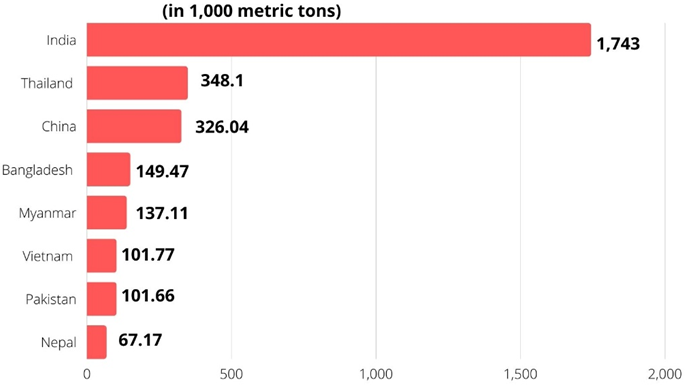 (in 1,000 metric tons)
India 1,743
Thailand 348.1
China 326.04
Bangladesh 149.47
Myanmar 137.11
Vietnam 101.77
Pakistan 101.66
Nepal 67.17
0 500 1,000 1,500 2,000